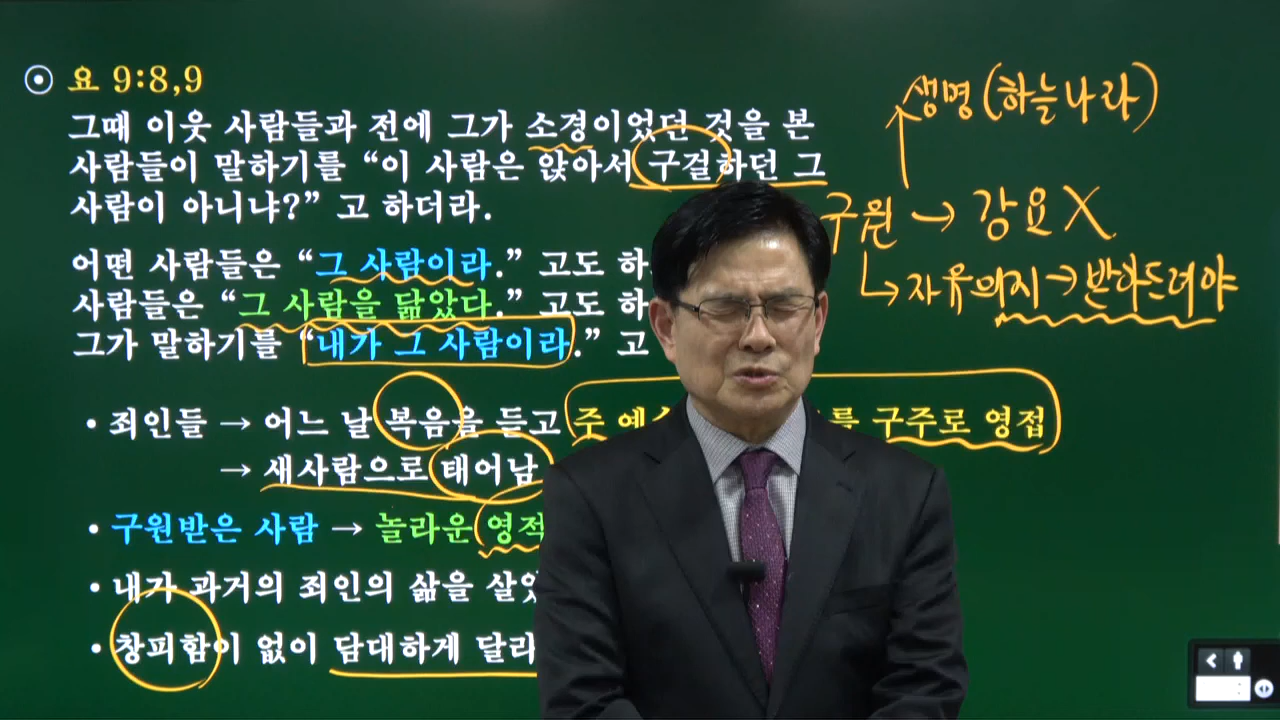 요 9:8,9
그때 이웃 사람들과 전에 그가 소경이었던 것을 본
사람들이 말하기를 “이 사람은 앉아서 구걸하던 그
사람이 아니냐?” 고 하더라.
어떤 사람들은 “그 사람이라.” 고도 하
사람들은 “그 사람을 닮았다.” 고도 하
그가 말하기를 “내가 그 사람이라.” 고
• 죄인들 → 어느 날 복음을 듣고 주 를 구주로 영접
→ 새사람으로 태어남
• 구원받은 사람 → 놀라운 영적
• 내가 과거의 죄인의 삶을 살았
• 창피함이 없이 담대하게 달라
생명(하늘나라)
구원 → 강요 X
자유의지 → 받아드려야